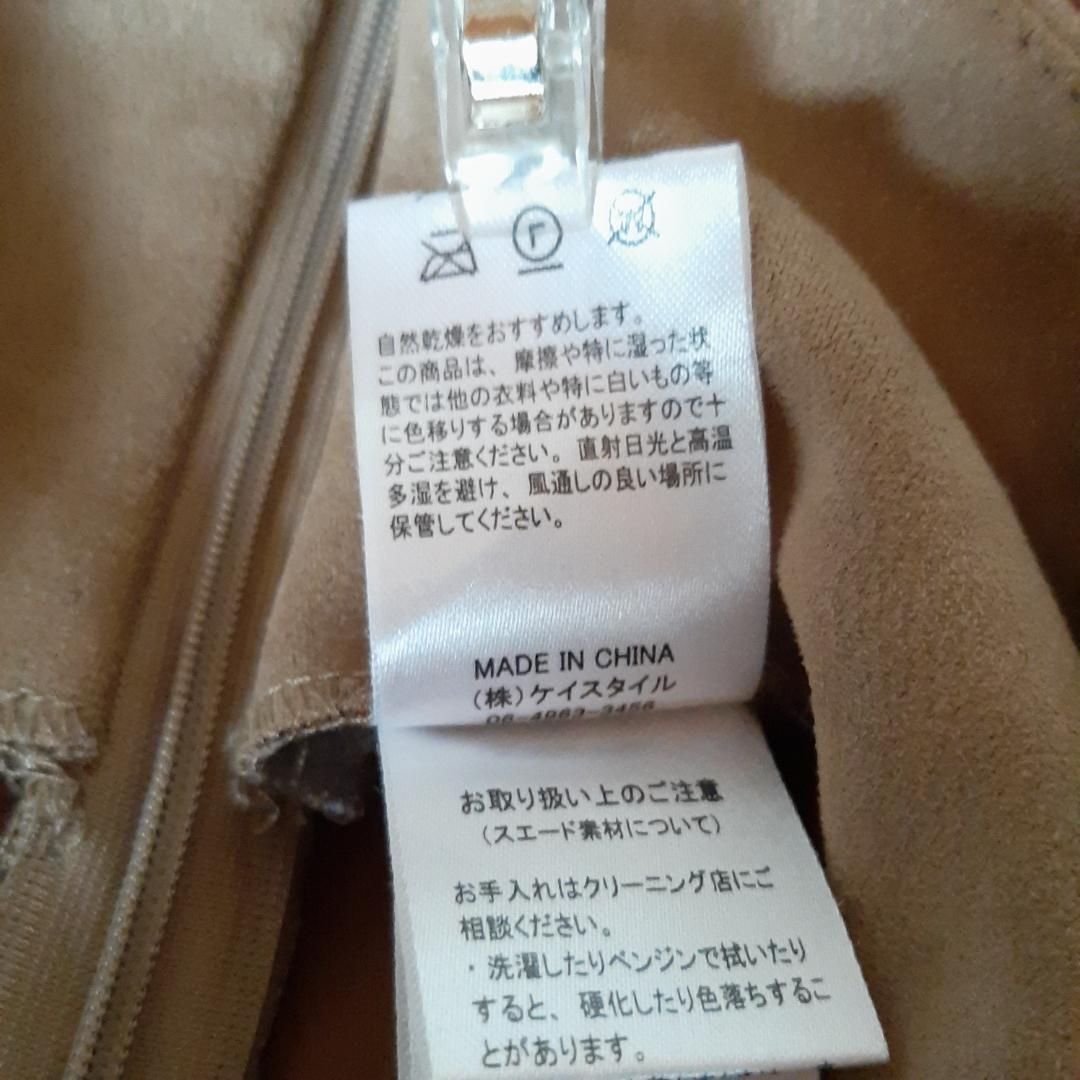 自然乾燥をおすすめします。
この商品は、摩擦や特に湿った状
態では他の衣料や特に白いもの等
に色移りする場合がありますので十
分ご注意ください。直射日光と高温
多湿を避け、風通しの良い場所に
保管してください。
MADE IN CHINA
(株)ケイスタイル
06-4963-3456
お取り扱い上のご注意
(スエード素材について)
お手入れはクリーニング店にご
相談ください。
・洗濯したりベンジンで拭いたり
すると、硬化したり色落ちするこ
とがあります。